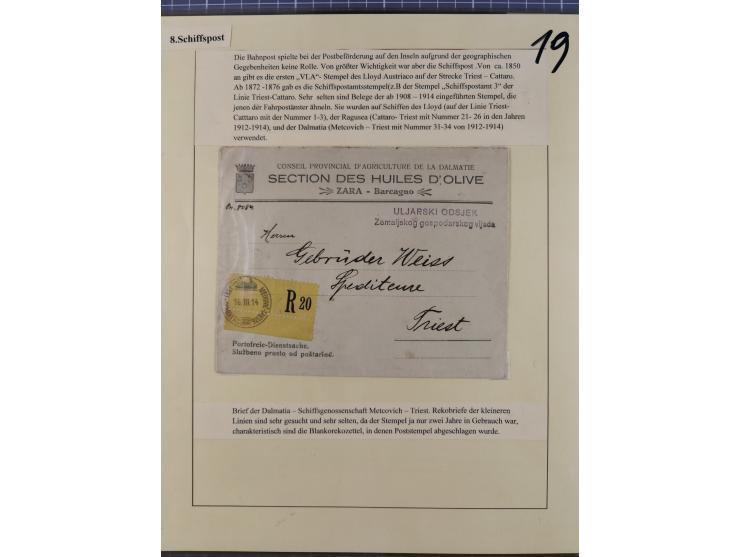 8.Schiffspost
19
Die Bahnpost spielte bei der Postbeförderung auf den Inseln aufgrund der geographischen
Gegebenheiten keine Rolle. Von größter Wichtigkeit war aber die Schiffspost .Von ca. 1850
an gibt es die ersten „VLA“- Stempel des Lloyd Austriaco auf der Strecke Triest – Cattaro.
Ab 1872 -1876 gab es die Schiffspostamtsstempel(z.B der Stempel „Schiffspostamt 3“ der
Linie Triest-Cattaro. Sehr selten sind Belege der ab 1908 – 1914 eingeführten Stempel, die
jenen der Fahrpostämter ähneln. Sie wurden auf Schiffen des Lloyd (auf der Linie Triest-
Catttaro mit der Nummer 1-3), der Ragusea (Cattaro- Triest mit Nummer 21- 26 in den Jahren
1912-1914), und der Dalmatia (Metcovich – Triest mit Nummer 31-34 von 1912-1914)
verwendet.
CONSEIL PROVINCIAL D'AGRICULTURE DE LA DALMATIE
SECTION DES HUILES D'OLIVE
ZARA - Barcagno
ULJARSKI ODSJEK
Zemaljskog gospodarskog vijeća
Herren
Gebrüder Weiss
Spediteure
Triest
16.III.14
R 20
Portofreie-Dienstsache.
Službeno prosto od poštarine.
Brief der Dalmatia – Schiffsgenossenschaft Metcovich – Triest. Rekobriefe der kleineren
Linien sind sehr gesucht und sehr selten, da der Stempel ja nur zwei Jahre in Gebrauch war,
charakteristisch sind die Blankorekozettel, in denen Poststempel abgeschlagen wurde.